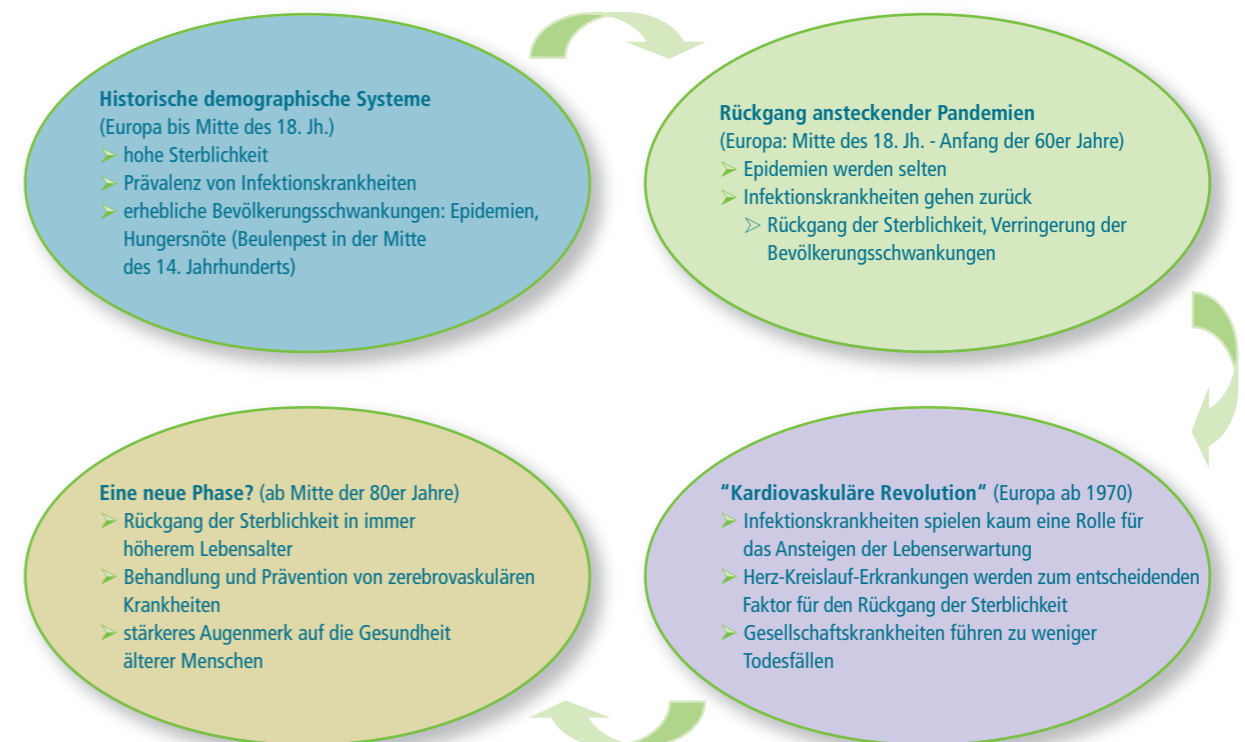 Historische demographische Systeme
(Europa bis Mitte des 18. Jh.)
➢ hohe Sterblichkeit
➢ Prävalenz von Infektionskrankheiten
➢ erhebliche Bevölkerungsschwankungen: Epidemien,
Hungersnöte (Beulenpest in der Mitte
des 14. Jahrhunderts)
Rückgang ansteckender Pandemien
(Europa: Mitte des 18. Jh. - Anfang der 60er Jahre)
➢ Epidemien werden selten
➢ Infektionskrankheiten gehen zurück
➢ Rückgang der Sterblichkeit, Verringerung der
Bevölkerungsschwankungen
"Kardiovaskuläre Revolution“ (Europa ab 1970)
➢ Infektionskrankheiten spielen kaum eine Rolle für
das Ansteigen der Lebenserwartung
➢ Herz-Kreislauf-Erkrankungen werden zum entscheidenden
Faktor für den Rückgang der Sterblichkeit
➢ Gesellschaftskrankheiten führen zu weniger
Todesfällen
Eine neue Phase? (ab Mitte der 80er Jahre)
➢ Rückgang der Sterblichkeit in immer
höherem Lebensalter
➢ Behandlung und Prävention von zerebrovaskulären
Krankheiten
➢ stärkeres Augenmerk auf die Gesundheit
älterer Menschen